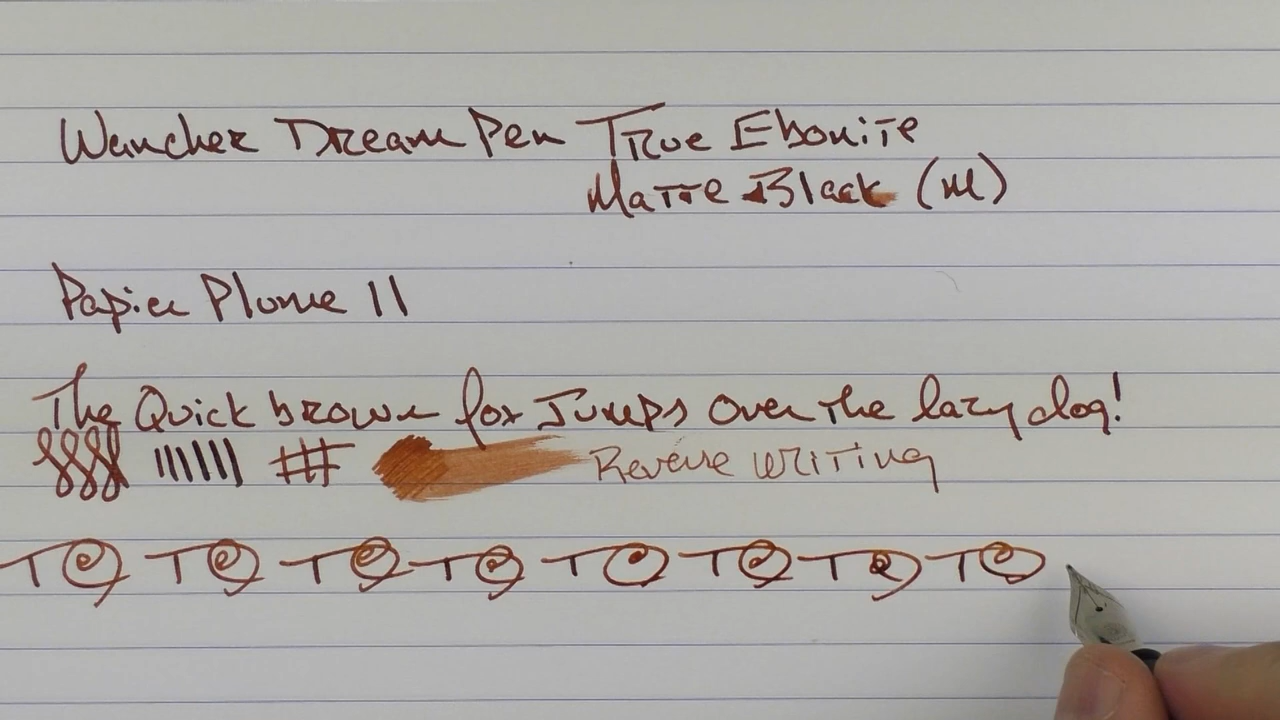 Wancher Dream Pen True Ebonite
Matte Black (M)
Papier Plume 11
The Quick brown fox Jumps over the lazy dog!
Reverse writing